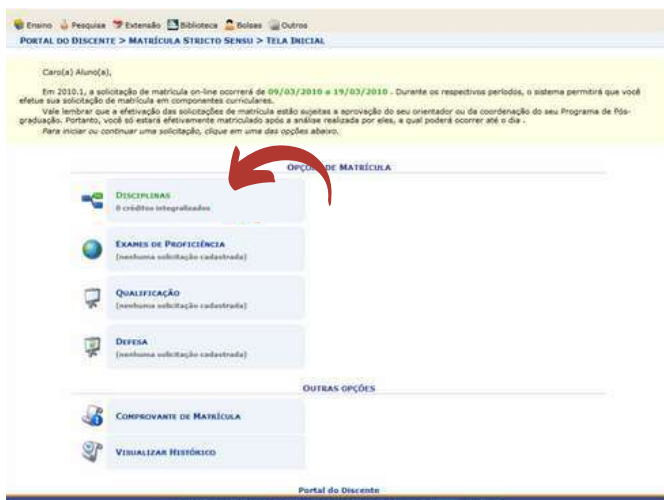 Ensino Pesquisa Extensão Biblioteca Bolsas Outros
PORTAL DO DISCENTE > MATRÍCULA STRICTO SENSU > TELA INICIAL
Caro(a) Aluno(a),
Em 2010.1, a solicitação de matrícula on-line ocorrerá de 09/03/2010 a 19/03/2010 . Durante os respectivos períodos, o sistema permitirá que você
efetue sua solicitação de matrícula em componentes curriculares.
Vale lembrar que a efetivação das solicitações de matrícula estão sujeitas a aprovação do seu orientador ou da coordenação do seu Programa de Pós-
graduação. Portanto, você só estará efetivamente matriculado após a análise realizada por eles, a qual poderá ocorrer até o dia .
Para iniciar ou continuar uma solicitação, clique em uma das opções abaixo.
OPÇÕES DE MATRÍCULA
DISCIPLINAS
0 créditos integralizados
EXAMES DE PROFICIÊNCIA
(nenhuma solicitação cadastrada)
QUALIFICAÇÃO
(nenhuma solicitação cadastrada)
DEFESA
(nenhuma solicitação cadastrada)
OUTRAS OPÇÕES
COMPROVANTE DE MATRÍCULA
VISUALIZAR HISTÓRICO
Portal do Discente